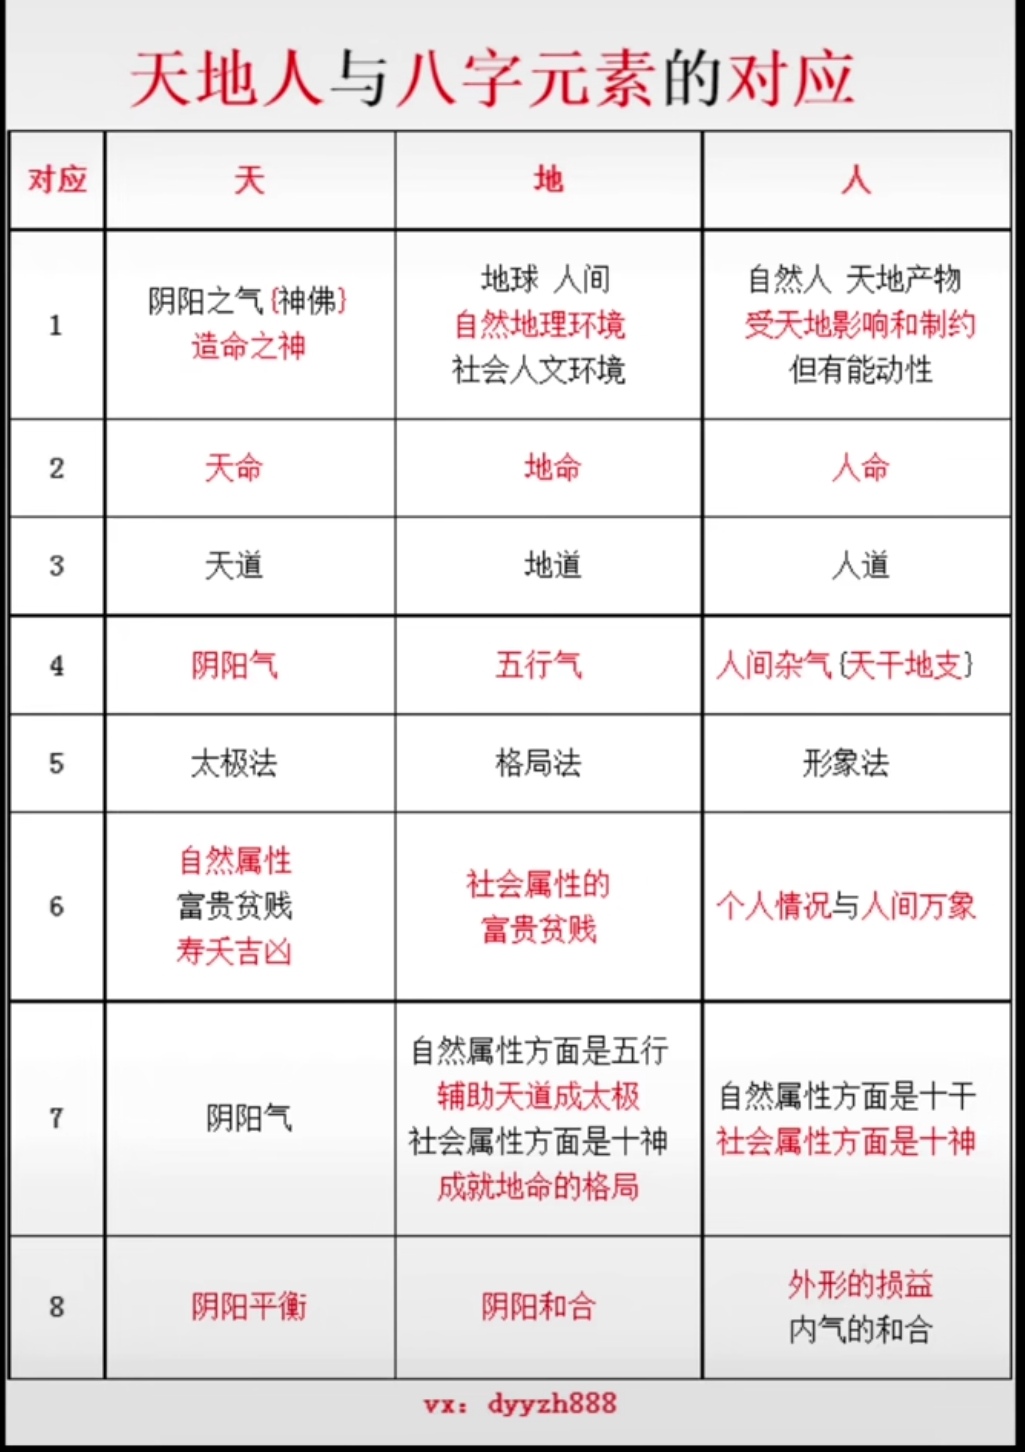 天地人与八字元素的对应
对应 天 地 人
1
阴阳之气{神佛}
造命之神
地球 人间
自然地理环境
社会人文环境
自然人 天地产物
受天地影响和制约
但有能动性
2 天命 地命 人命
3 天道 地道 人道
4 阴阳气 五行气 人间杂气{天干地支}
5 太极法 格局法 形象法
6
自然属性
富贵贫贱
寿夭吉凶
社会属性的
富贵贫贱
个人情况与人间万象
7
阴阳气
自然属性方面是五行
辅助天道成太极
社会属性方面是十神
成就地命的格局
自然属性方面是十干
社会属性方面是十神
8
阴阳平衡
阴阳和合
外形的损益
内气的和合
vx：dyyzh888